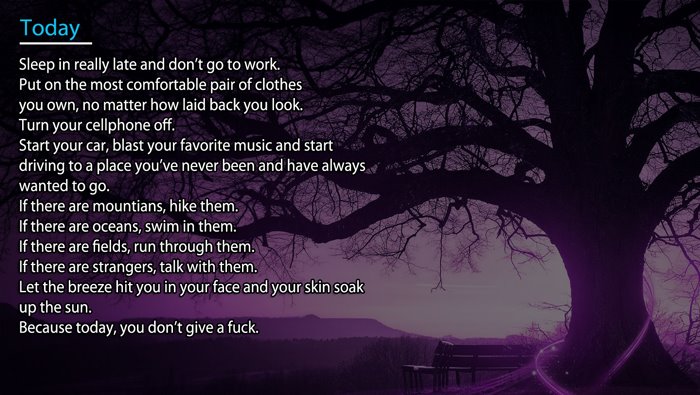 Today
Sleep in really late and don’t go to work.
Put on the most comfortable pair of clothes
you own, no matter how laid back you look.
Turn your cellphone off.
Start your car, blast your favorite music and start
driving to a place you’ve never been and have always
wanted to go.
If there are mountians, hike them.
If there are oceans, swim in them.
If there are fields, run through them.
If there are strangers, talk with them.
Let the breeze hit you in your face and your skin soak
up the sun.
Because today, you don’t give a fuck.